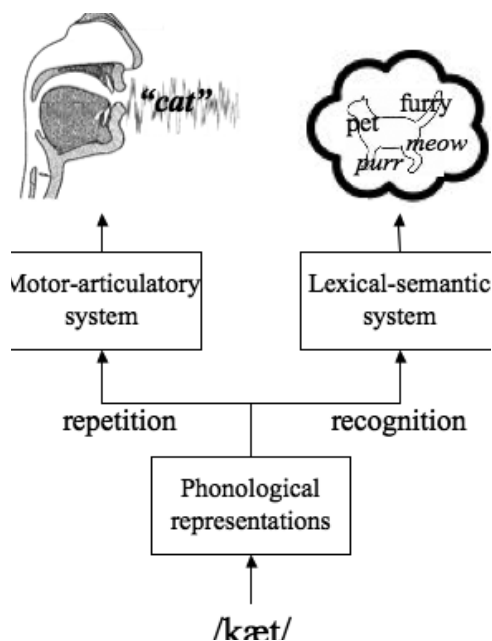 “cat”
furry
pet
meow
purr
Motor-articulatory
system
Lexical-semantic
system
repetition
recognition
Phonological
representations
/kæt/